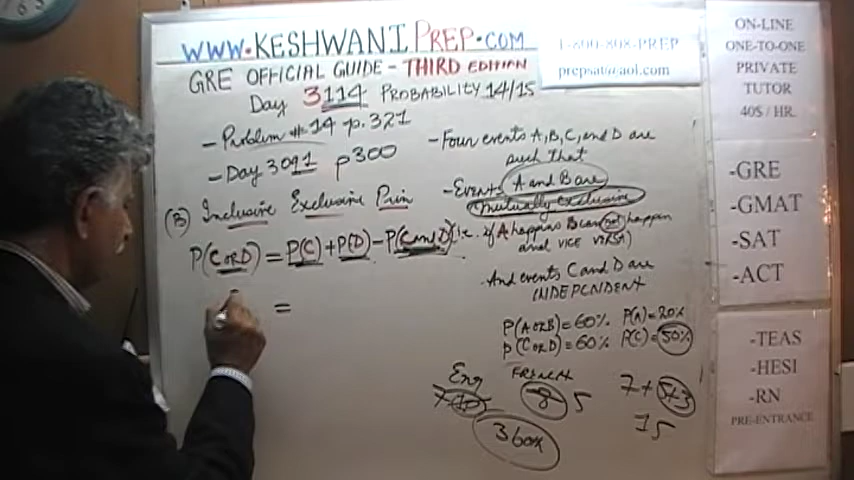 WWW.KESHWANIPREP.COM
1-800-808-PREP
prepsat@aol.com
GRE OFFICIAL GUIDE - THIRD EDITION
Day 3114 PROBABILITY 14/15
- Problem # 14 p.321
- Day 3091 p300
(B) Inclusive Exclusive Prin
P(C or D) = P(C) + P(D) - P(C and D)
=
- Four events A, B, C, and D are
such that
- Events A and B are
mutually exclusive
(i.e. if A happens B can not happen
and VICE VERSA)
And events C and D are
INDEPENDENT
P(A or B) = 60% P(A) = 20%
P(C or D) = 60% P(C) = 50%
Eng FRENCH
8 5
3 both
7 + 5+3
15
ON-LINE
ONE-TO-ONE
PRIVATE
TUTOR
40$ / HR.
-GRE
-GMAT
-SAT
-ACT
-TEAS
-HESI
-RN
PRE-ENTRANCE